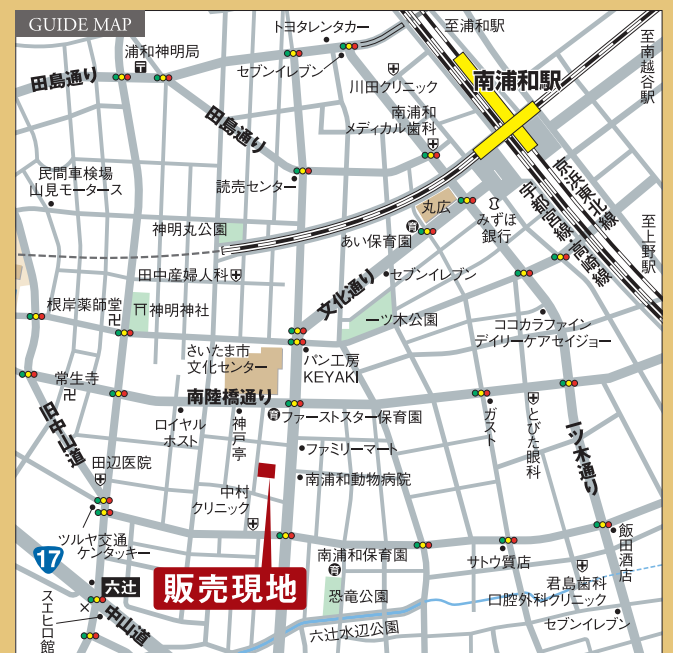 GUIDE MAP
トヨタレンタカー
至浦和駅
至南越谷駅
浦和神明局
セブンイレブン
田島通り
川田クリニック
南浦和駅
田島通り
南浦和
メディカル歯科
民間車検場
山見モータース
読売センター
京浜東北線
宇都宮線・高崎線
丸広
みずほ
銀行
至上野駅
神明丸公園
あい保育園
田中産婦人科
セブンイレブン
文化通り
根岸薬師堂
神明神社
一ツ木公園
ココカラファイン
デイリーケアセイジョー
さいたま市
文化センター
パン工房
KEYAKI
常生寺
南陸橋通り
旧中山道
ロイヤル
ホスト
神戸亭
ファーストスター保育園
ガスト
とびた眼科
一ツ木通り
田辺医院
ファミリーマート
南浦和動物病院
中村
クリニック
ツルヤ交通
ケンタッキー
南浦和保育園
サトウ質店
飯田酒店
17
六辻
販売現地
恐竜公園
君島歯科
口腔外科クリニック
スエヒロ館
中山道
六辻水辺公園
セブンイレブン